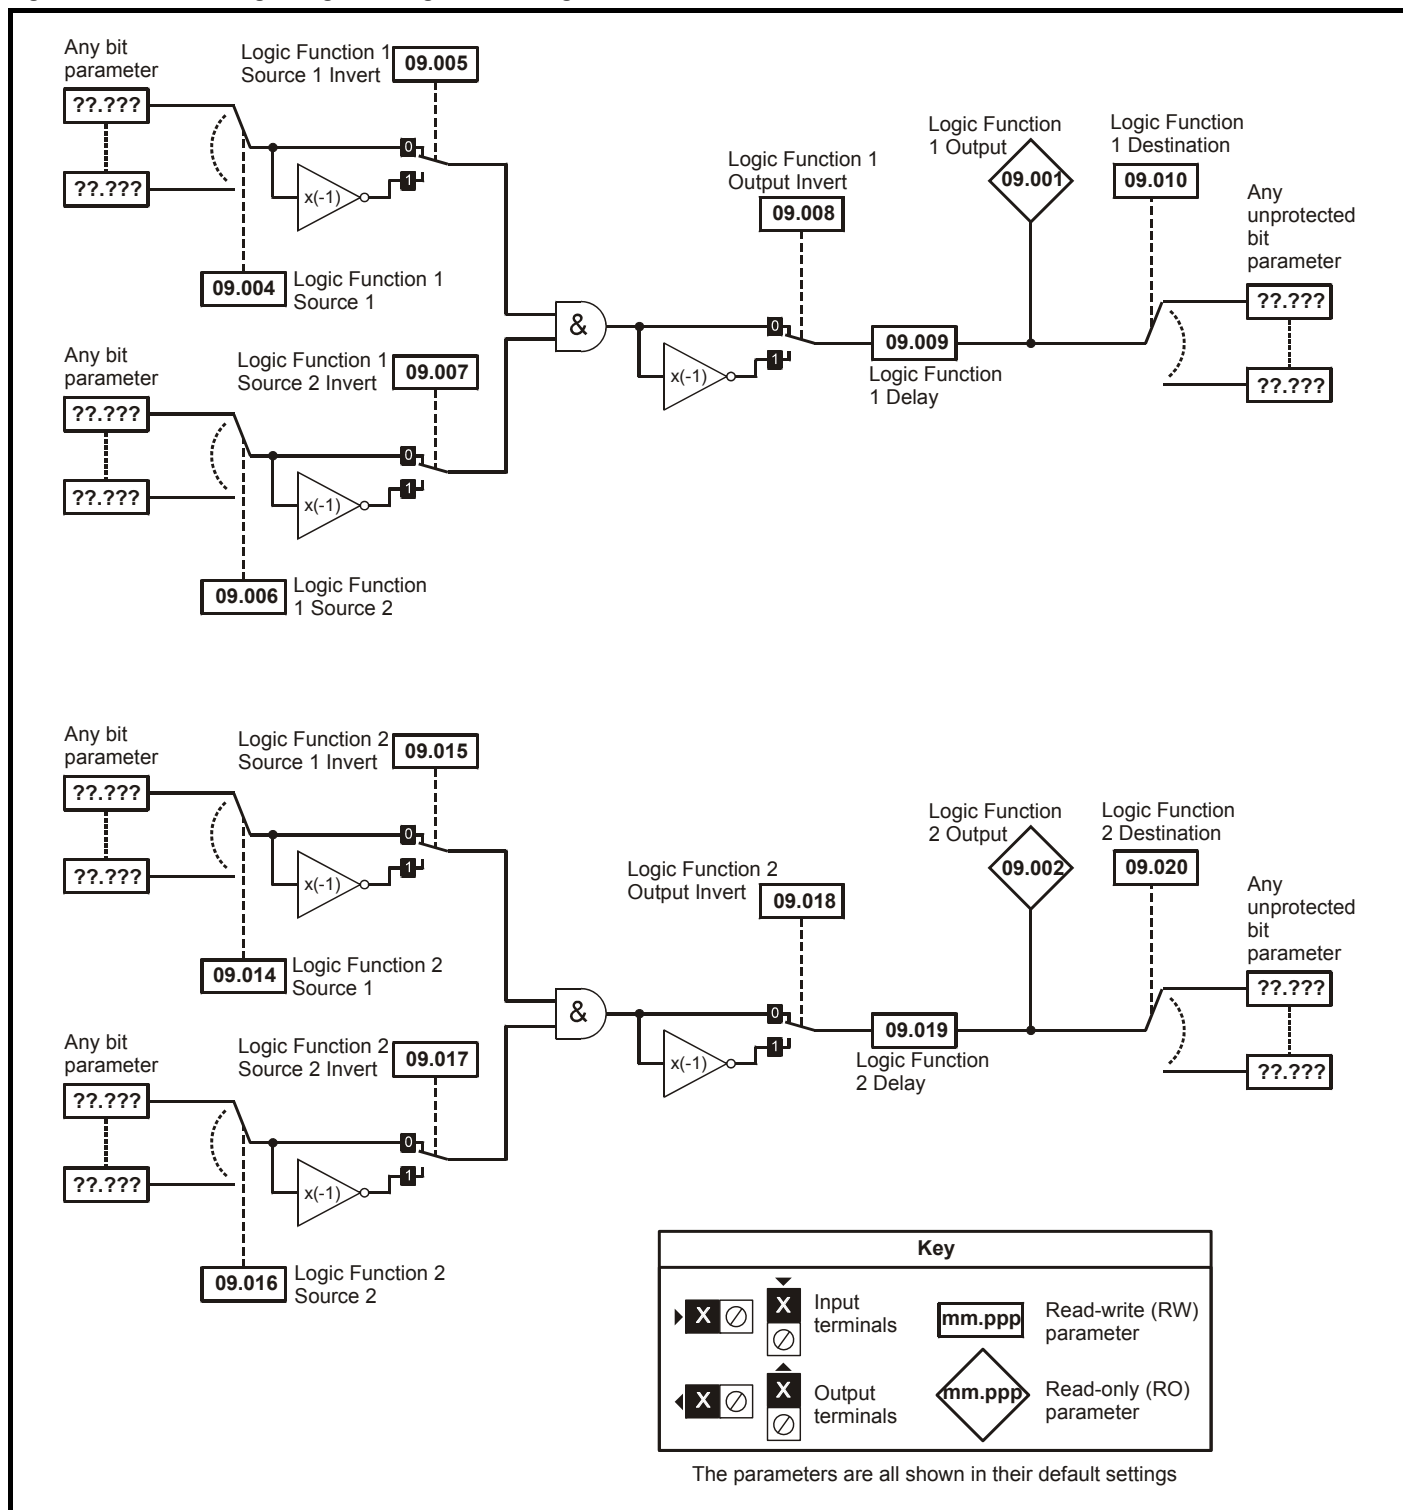 Any bit
parameter
??.???
??.???
Logic Function 1
Source 1 Invert
09.005
0
1
x(-1)
09.004
Logic Function 1
Source 1
Any bit
parameter
??.???
??.???
Logic Function 1
Source 2 Invert
09.007
0
1
x(-1)
09.006
Logic Function
1 Source 2
&
x(-1)
Logic Function 1
Output Invert
09.008
0
1
09.009
Logic Function
1 Delay
Logic Function
1 Output
09.001
Logic Function
1 Destination
09.010
Any
unprotected
bit
parameter
??.???
??.???
Any bit
parameter
??.???
??.???
Logic Function 2
Source 1 Invert
09.015
0
1
x(-1)
09.014
Logic Function 2
Source 1
Any bit
parameter
??.???
??.???
Logic Function 2
Source 2 Invert
09.017
0
1
x(-1)
09.016
Logic Function 2
Source 2
&
x(-1)
Logic Function 2
Output Invert
09.018
0
1
09.019
Logic Function
2 Delay
Logic Function
2 Output
09.002
Logic Function
2 Destination
09.020
Any
unprotected
bit
parameter
??.???
??.???
Key
X
X
Input
terminals
mm.ppp
Read-write (RW)
parameter
X
X
Output
terminals
mm.ppp
Read-only (RO)
parameter
The parameters are all shown in their default settings